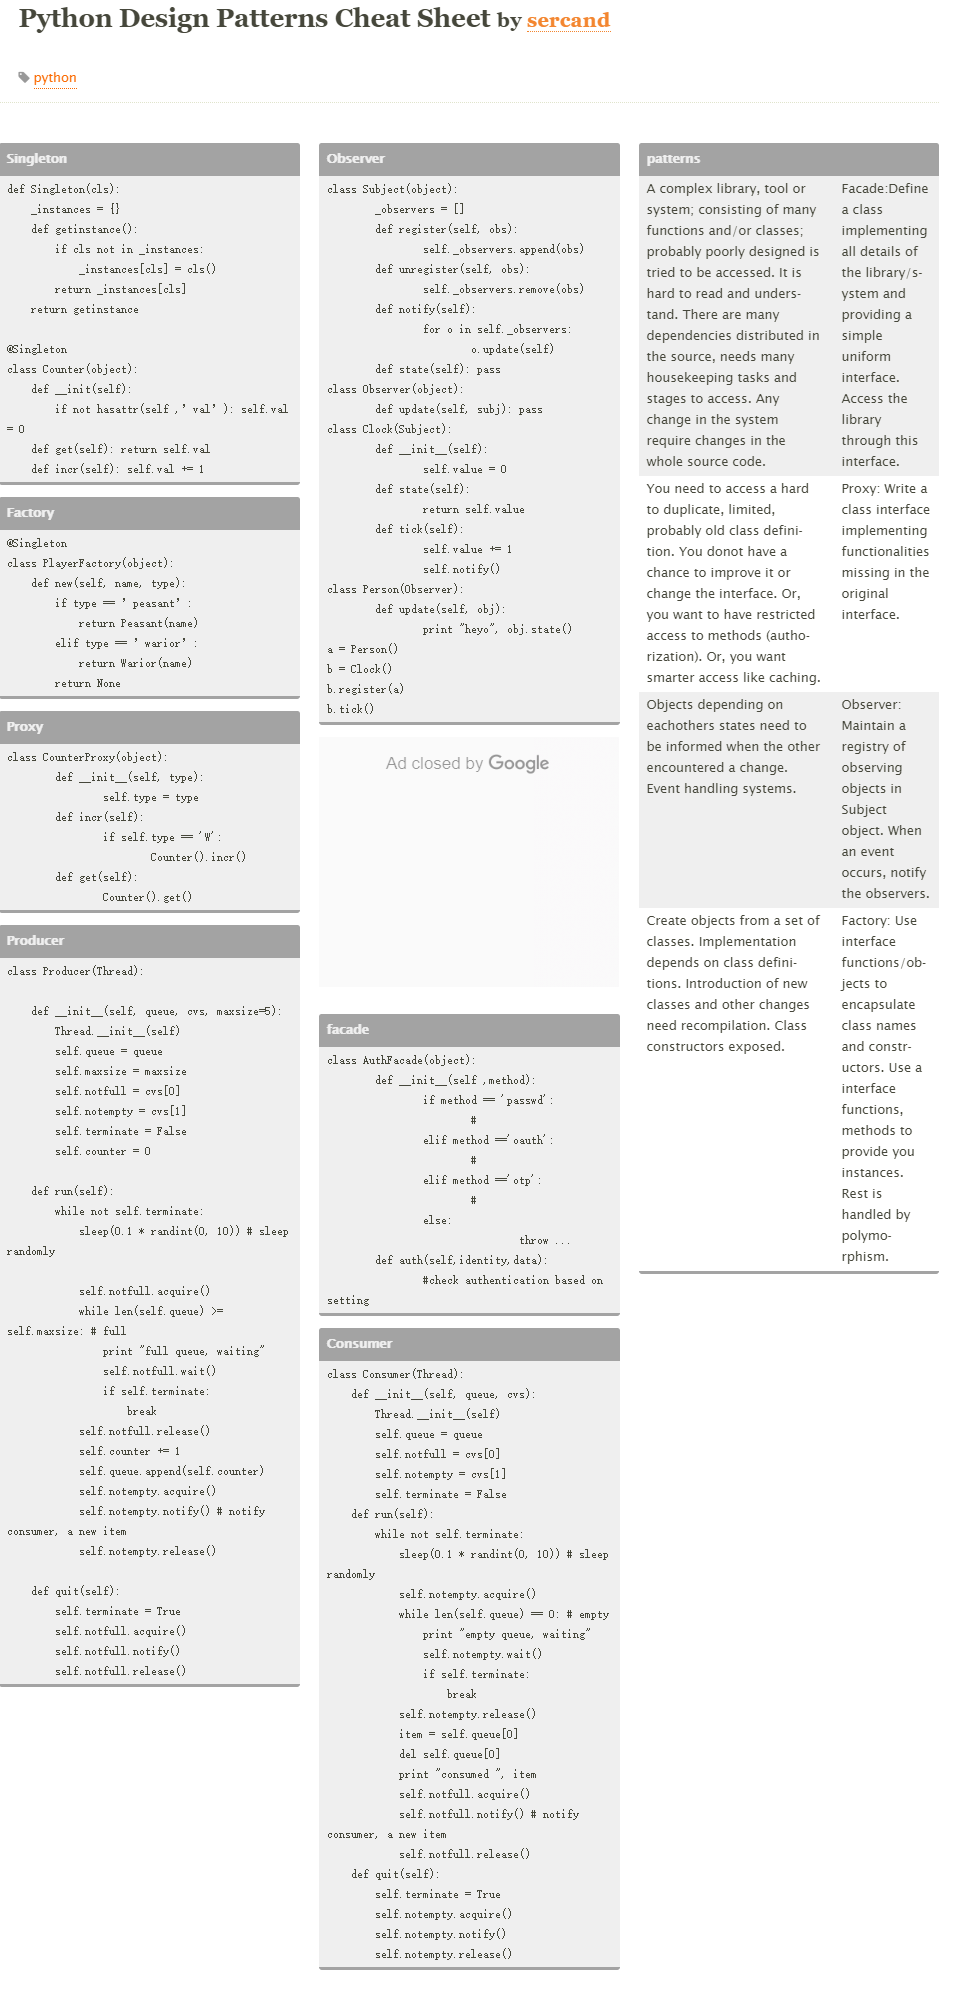 Python Design Patterns Cheat Sheet by sercand
python
Singleton
def Singleton(cls):
    _instances = {}
    def getinstance():
        if cls not in _instances:
            _instances[cls] = cls()
        return _instances[cls]
    return getinstance
@Singleton
class Counter(object):
    def __init(self):
        if not hasattr(self ,’ val’ ): self.val
= 0
    def get(self): return self.val
    def incr(self): self.val += 1
Factory
@Singleton
class PlayerFactory(object):
    def new(self, name, type):
        if type == ’ peasant’ :
            return Peasant(name)
        elif type == ’ warior’ :
            return Warior(name)
        return None
Proxy
class CounterProxy(object):
        def __init__(self, type):
                self.type = type
        def incr(self):
                if self.type == 'W':
                        Counter().incr()
        def get(self):
                Counter().get()
Producer
class Producer(Thread):
    def __init__(self, queue, cvs, maxsize=5):
        Thread.__init__(self)
        self.queue = queue
        self.maxsize = maxsize
        self.notfull = cvs[0]
        self.notempty = cvs[1]
        self.terminate = False
        self.counter = 0
    def run(self):
        while not self.terminate:
            sleep(0.1 * randint(0, 10)) # sleep
randomly
            self.notfull.acquire()
            while len(self.queue) >=
self.maxsize: # full
                print "full queue, waiting"
                self.notfull.wait()
                if self.terminate:
                    break
            self.notfull.release()
            self.counter += 1
            self.queue.append(self.counter)
            self.notempty.acquire()
            self.notempty.notify() # notify
consumer, a new item
            self.notempty.release()
    def quit(self):
        self.terminate = True
        self.notfull.acquire()
        self.notfull.notify()
        self.notfull.release()
Observer
class Subject(object):
        _observers = []
        def register(self, obs):
                self._observers.append(obs)
        def unregister(self, obs):
                self._observers.remove(obs)
        def notify(self):
                for o in self._observers:
                        o.update(self)
        def state(self): pass
class Observer(object):
        def update(self, subj): pass
class Clock(Subject):
        def __init__(self):
                self.value = 0
        def state(self):
                return self.value
        def tick(self):
                self.value += 1
                self.notify()
class Person(Observer):
        def update(self, obj):
                print "heyo", obj.state()
a = Person()
b = Clock()
b.register(a)
b.tick()
Ad closed by Google
facade
class AuthFacade(object):
        def __init__(self ,method):
                if method == 'passwd':
                        #
                elif method =='oauth':
                        #
                elif method =='otp':
                        #
                else:
                                throw ...
        def auth(self,identity,data):
                #check authentication based on
setting
Consumer
class Consumer(Thread):
    def __init__(self, queue, cvs):
        Thread.__init__(self)
        self.queue = queue
        self.notfull = cvs[0]
        self.notempty = cvs[1]
        self.terminate = False
    def run(self):
        while not self.terminate:
            sleep(0.1 * randint(0, 10)) # sleep
randomly
            self.notempty.acquire()
            while len(self.queue) == 0: # empty
                print "empty queue, waiting"
                self.notempty.wait()
                if self.terminate:
                    break
            self.notempty.release()
            item = self.queue[0]
            del self.queue[0]
            print "consumed ", item
            self.notfull.acquire()
            self.notfull.notify() # notify
consumer, a new item
            self.notfull.release()
    def quit(self):
        self.terminate = True
        self.notempty.acquire()
        self.notempty.notify()
        self.notempty.release()
patterns
A complex library, tool or
system; consisting of many
functions and/or classes;
probably poorly designed is
tried to be accessed. It is
hard to read and unders-
tand. There are many
dependencies distributed in
the source, needs many
housekeeping tasks and
stages to access. Any
change in the system
require changes in the
whole source code.
Facade:Define
a class
implementing
all details of
the library/s-
ystem and
providing a
simple
uniform
interface.
Access the
library
through this
interface.
You need to access a hard
to duplicate, limited,
probably old class defini-
tion. You donot have a
chance to improve it or
change the interface. Or,
you want to have restricted
access to methods (autho-
rization). Or, you want
smarter access like caching.
Proxy: Write a
class interface
implementing
functionalities
missing in the
original
interface.
Objects depending on
eachothers states need to
be informed when the other
encountered a change.
Event handling systems.
Observer:
Maintain a
registry of
observing
objects in
Subject
object. When
an event
occurs, notify
the observers.
Create objects from a set of
classes. Implementation
depends on class defini-
tions. Introduction of new
classes and other changes
need recompilation. Class
constructors exposed.
Factory: Use
interface
functions/ob-
jects to
encapsulate
class names
and constr-
uctors. Use a
interface
functions,
methods to
provide you
instances.
Rest is
handled by
polymo-
rphism.